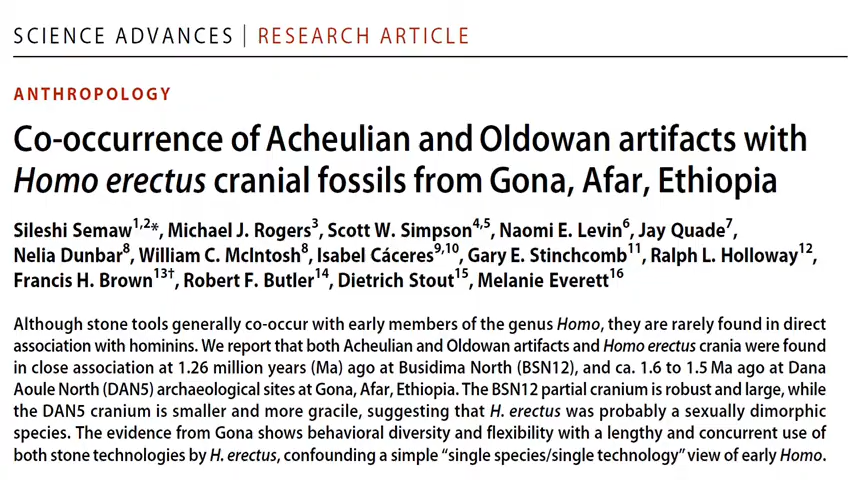 SCIENCE ADVANCES | RESEARCH ARTICLE
ANTHROPOLOGY
Co-occurrence of Acheulian and Oldowan artifacts with
Homo erectus cranial fossils from Gona, Afar, Ethiopia
Sileshi Semaw1,2*, Michael J. Rogers3, Scott W. Simpson4,5, Naomi E. Levin6, Jay Quade7,
Nelia Dunbar8, William C. McIntosh8, Isabel Cáceres9,10, Gary E. Stinchcomb11, Ralph L. Holloway12,
Francis H. Brown13†, Robert F. Butler14, Dietrich Stout15, Melanie Everett16
Although stone tools generally co-occur with early members of the genus Homo, they are rarely found in direct
association with hominins. We report that both Acheulian and Oldowan artifacts and Homo erectus crania were found
in close association at 1.26 million years (Ma) ago at Busidima North (BSN12), and ca. 1.6 to 1.5 Ma ago at Dana
Aoule North (DAN5) archaeological sites at Gona, Afar, Ethiopia. The BSN12 partial cranium is robust and large, while
the DAN5 cranium is smaller and more gracile, suggesting that H. erectus was probably a sexually dimorphic
species. The evidence from Gona shows behavioral diversity and flexibility with a lengthy and concurrent use of
both stone technologies by H. erectus, confounding a simple “single species/single technology” view of early Homo.